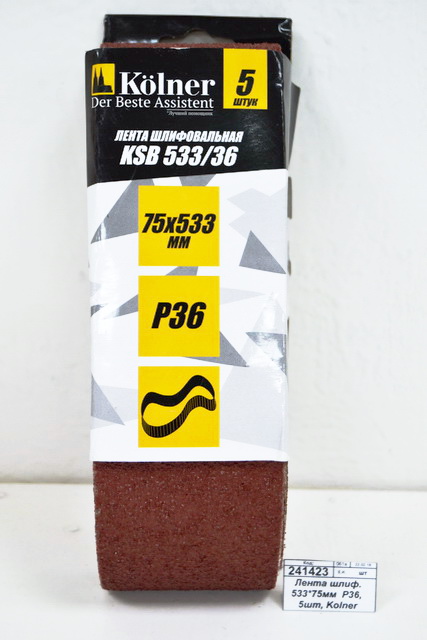 Kölner
Der Beste Assistent
"Лучший помощник
5
ШТУК
ЛЕНТА ШЛИФОВАЛЬНАЯ
KSB 533/36
75x533
ММ
P36
241423
шт
Лента шлиф.
533*75мм P36,
5шт, Kolner